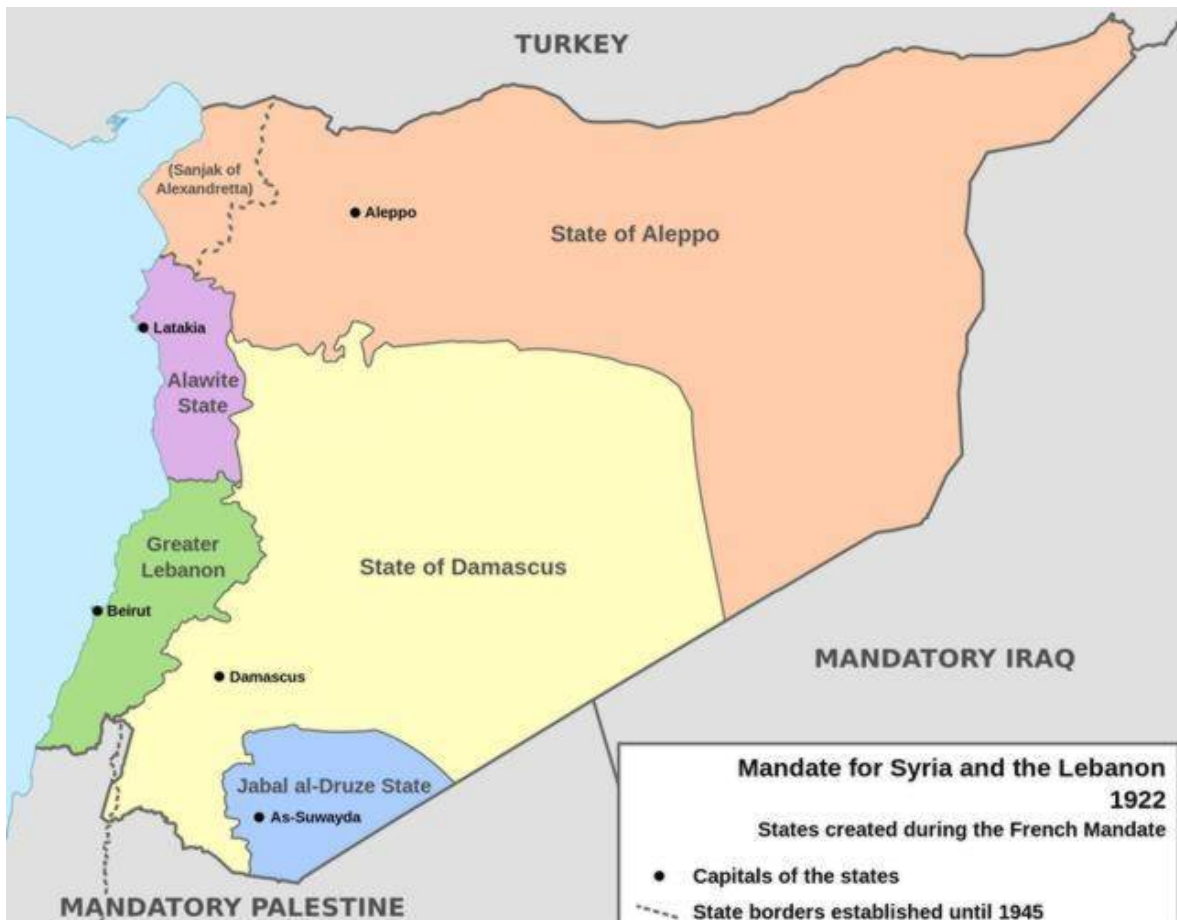 TURKEY
(Sanjak of
Alexandretta)
Aleppo
State of Aleppo
Latakia
Alawite
State
Greater
Lebanon
State of Damascus
Beirut
MANDATORY IRAQ
Damascus
Jabal al-Druze State
As-Suwayda
MANDATORY PALESTINE
Mandate for Syria and the Lebanon
1922
States created during the French Mandate
Capitals of the states
State borders established until 1945